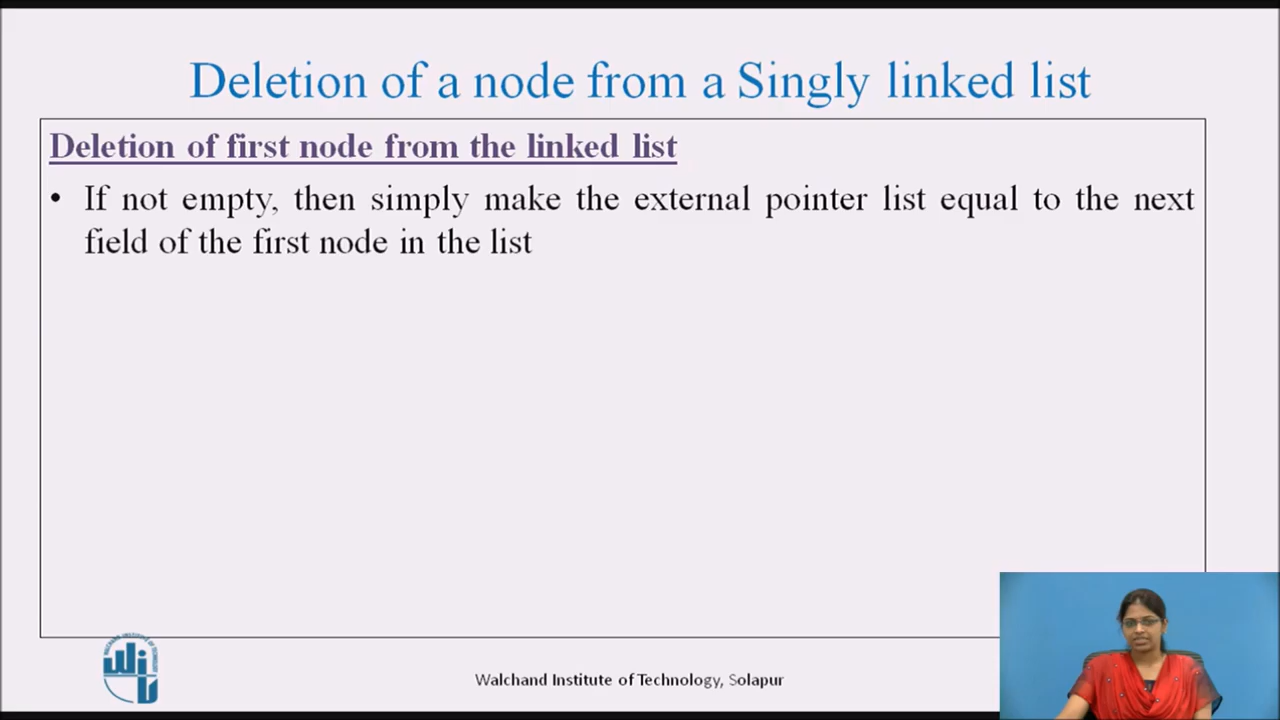 Deletion of a node from a Singly linked list
Deletion of first node from the linked list
• If not empty, then simply make the external pointer list equal to the next
field of the first node in the list
Walchand Institute of Technology, Solapur